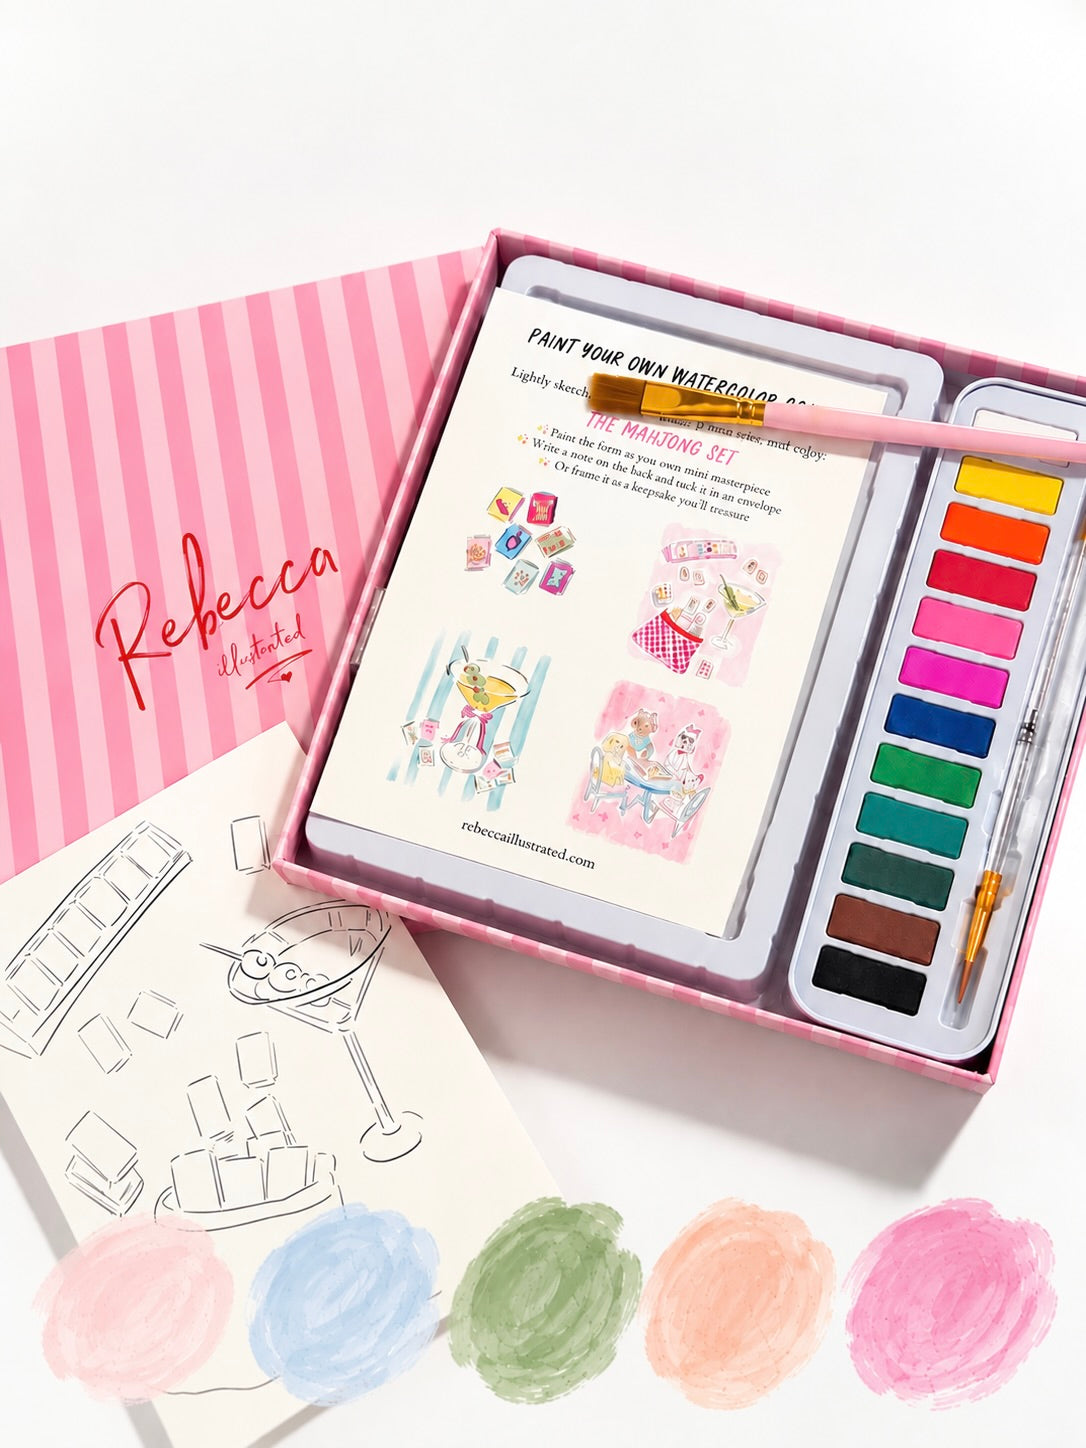 PAINT YOUR OWN WATERCOLOR
Lightly sketch,
THE MAHJONG SET
Paint the form as you own mini masterpiece
Write a note on the back and tuck it in an envelope
Or frame it as a keepsake you'll treasure
rebeccaillustrated.com
Rebecca
illustrated